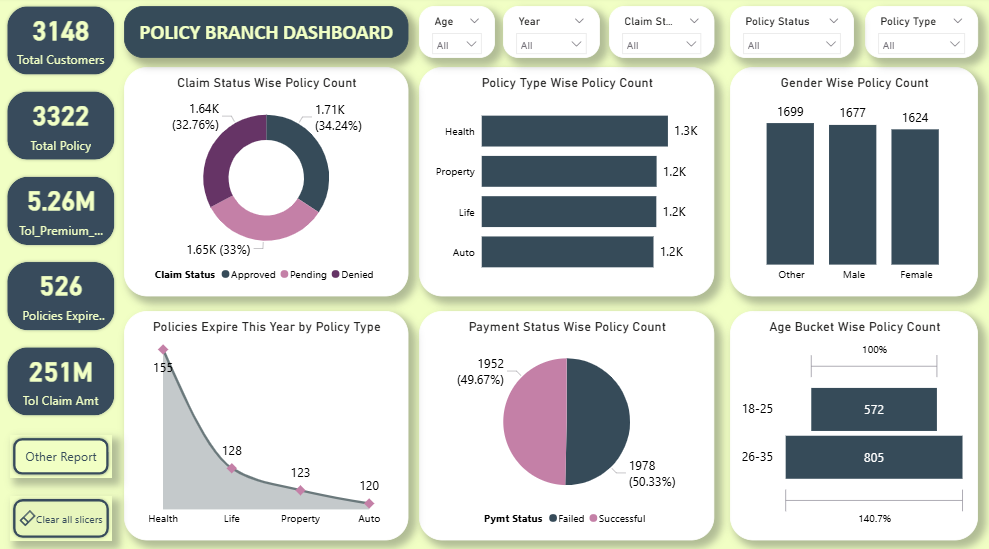 3148
Total Customers
3322
Total Policy
5.26M
Tol_Premium_...
526
Policies Expire..
251M
Tol Claim Amt
Other Report
Clear all slicers
POLICY BRANCH DASHBOARD
Age
All
Year
All
Claim St...
All
Policy Status
All
Policy Type
All
Claim Status Wise Policy Count
1.64K
(32.76%)
1.71K
(34.24%)
1.65K (33%)
Claim Status Approved Pending Denied
Policy Type Wise Policy Count
Health 1.3K
Property 1.2K
Life 1.2K
Auto 1.2K
Gender Wise Policy Count
1699 1677 1624
Other Male Female
Policies Expire This Year by Policy Type
155
128
123
120
Health Life Property Auto
Payment Status Wise Policy Count
1952
(49.67%)
1978
(50.33%)
Pymt Status Failed Successful
Age Bucket Wise Policy Count
100%
18-25 572
26-35 805
140.7%